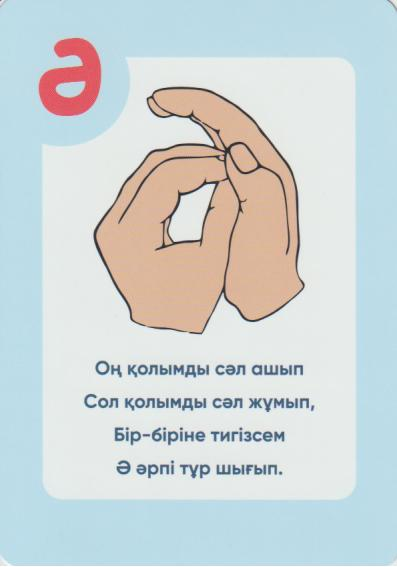 ә
Оң қолымды сәл ашып
Сол қолымды сәл жұмып,
Бір-біріне тигізсем
Ә әрпі тұр шығып.